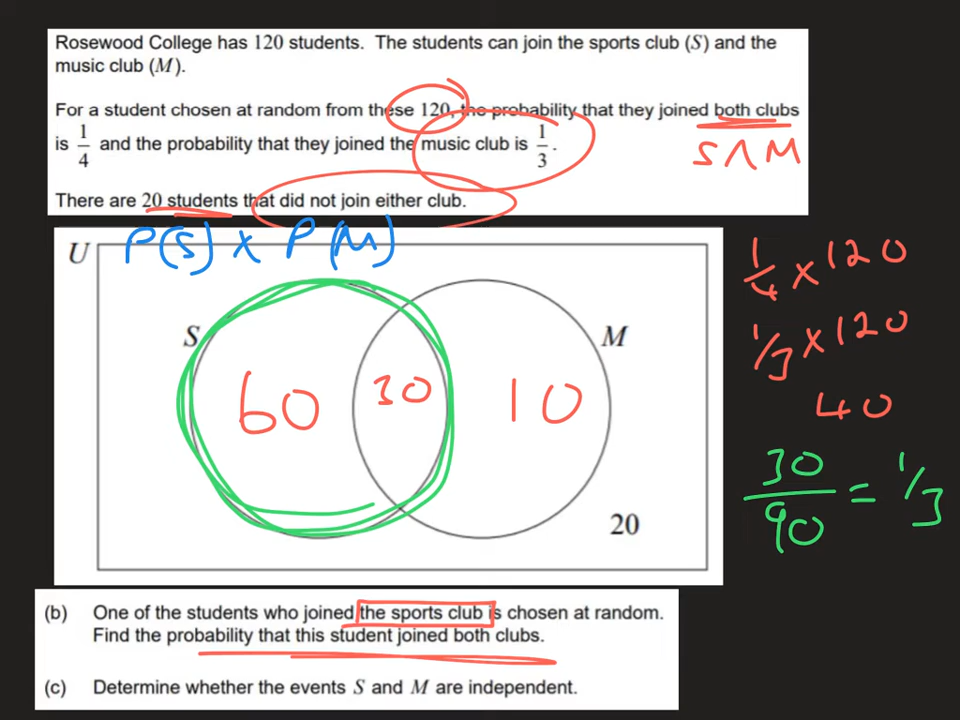 Rosewood College has 120 students. The students can join the sports club (S) and the
music club (M).
For a student chosen at random from these 120, the probability that they joined both clubs
is 1/4 and the probability that they joined the music club is 1/3.
There are 20 students that did not join either club.
S ∩ M
P(S) × P(M)
U
S
M
60
30
10
20
1/4 × 120
1/3 × 120
40
30/90 = 1/3
(b) One of the students who joined the sports club is chosen at random.
Find the probability that this student joined both clubs.
(c) Determine whether the events S and M are independent.